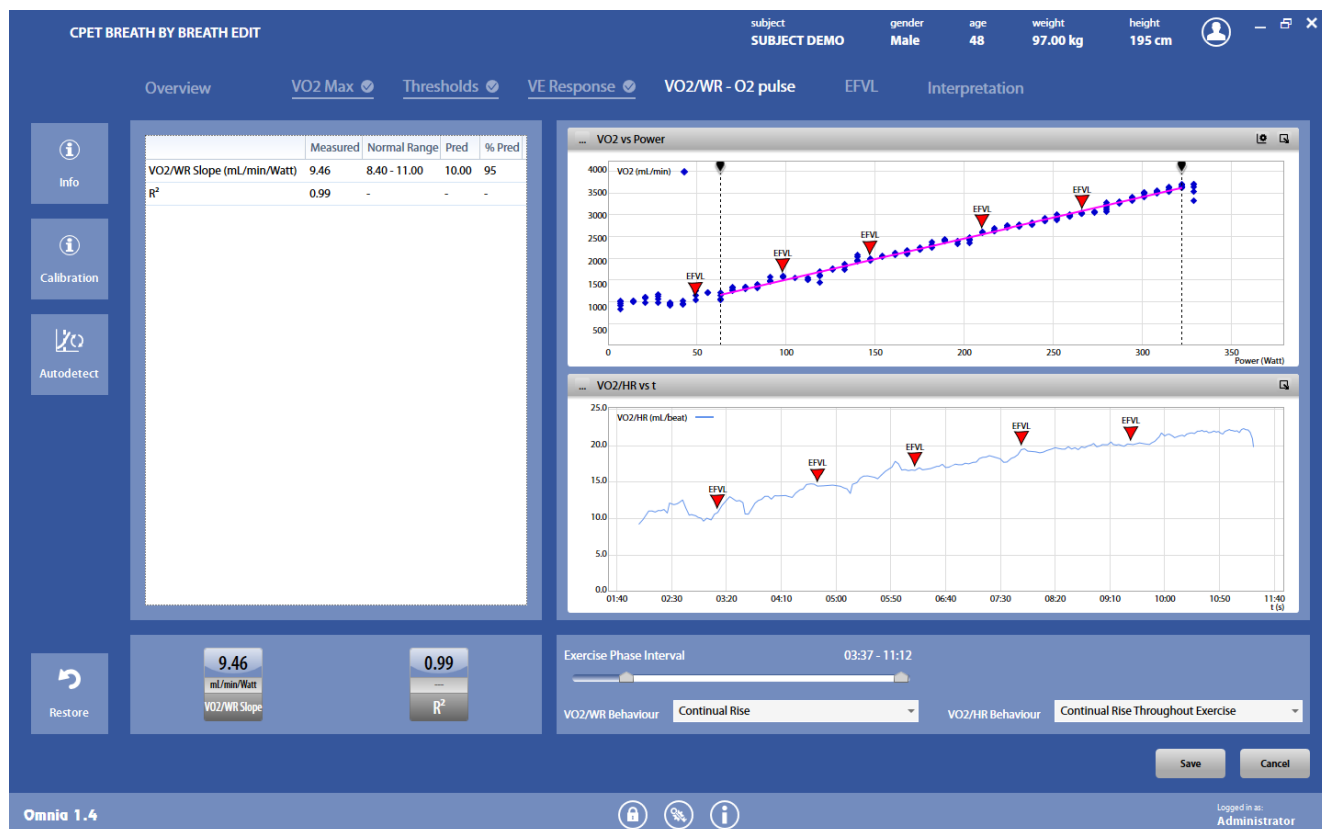 CPET BREATH BY BREATH EDIT
subject gender age weight height
SUBJECT DEMO Male 48 97.00 kg 195 cm
Overview VO2 Max Thresholds VE Response VO2/WR - O2 pulse EFVL Interpretation
Info
Calibration
Autodetect
Measured Normal Range Pred % Pred
VO2/WR Slope (mL/min/Watt) 9.46 8.40 - 11.00 10.00 95
R² 0.99 - - -
... VO2 vs Power
VO2 (mL/min)
4000
3500
3000
2500
2000
1500
1000
500
EFVL
EFVL
EFVL
EFVL
EFVL
0 50 100 150 200 250 300 350
Power (Watt)
... VO2/HR vs t
VO2/HR (mL/beat)
25.0
20.0
15.0
10.0
5.0
0.0
EFVL
EFVL
EFVL
EFVL
EFVL
01:40 02:30 03:20 04:10 05:00 05:50 06:40 07:30 08:20 09:10 10:00 10:50 11:40
t (s)
Restore
9.46
mL/min/Watt
VO2/WR Slope
0.99
---
R²
Exercise Phase Interval 03:37 - 11:12
VO2/WR Behaviour Continual Rise VO2/HR Behaviour Continual Rise Throughout Exercise
Save Cancel
Omnia 1.4
Logged in as:
Administrator